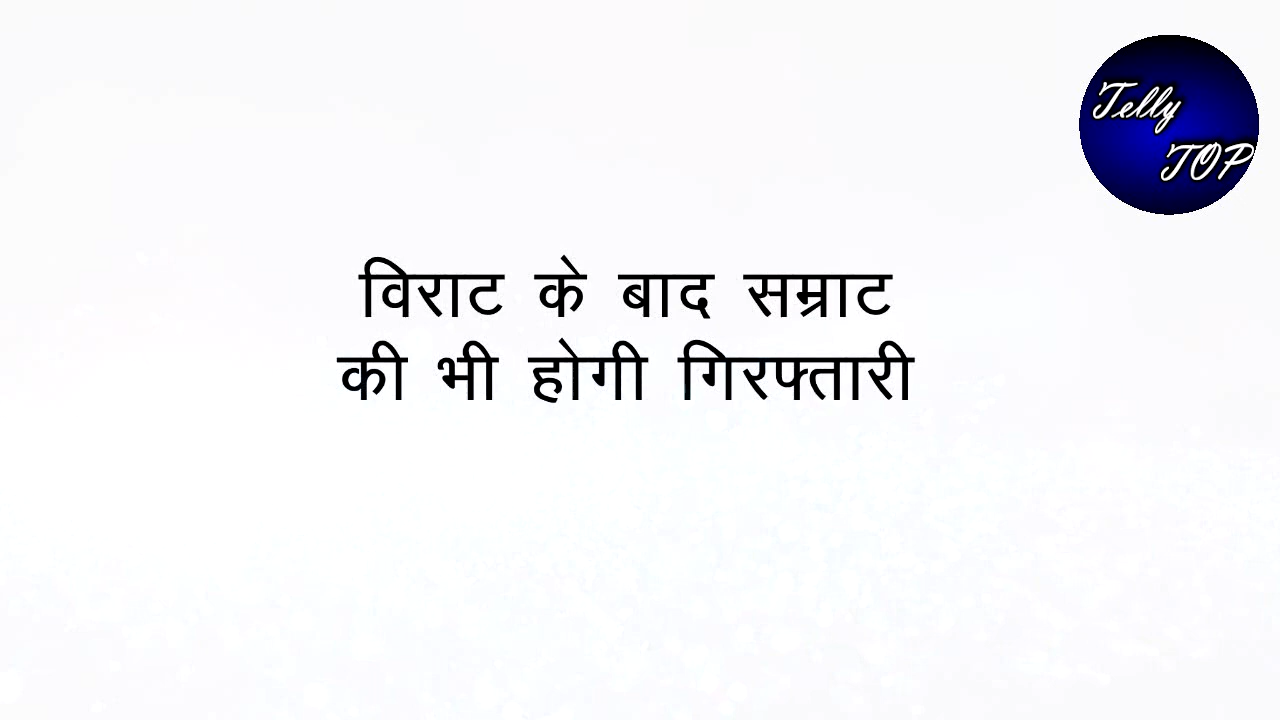 Telly
TOP
विराट के बाद सम्राट
की भी होगी गिरफ्तारी